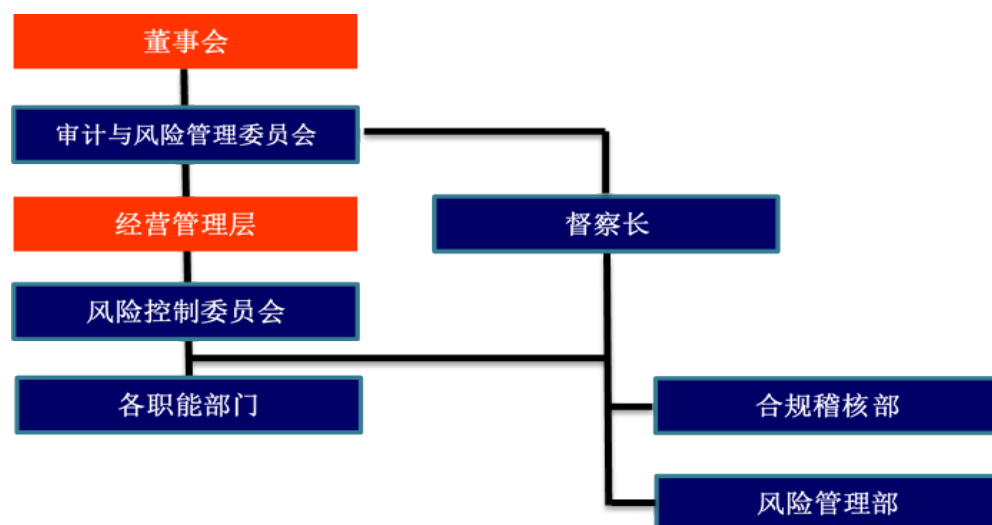 董事会
审计与风险管理委员会
经营管理层
督察长
风险控制委员会
各职能部门
合规稽核部
风险管理部